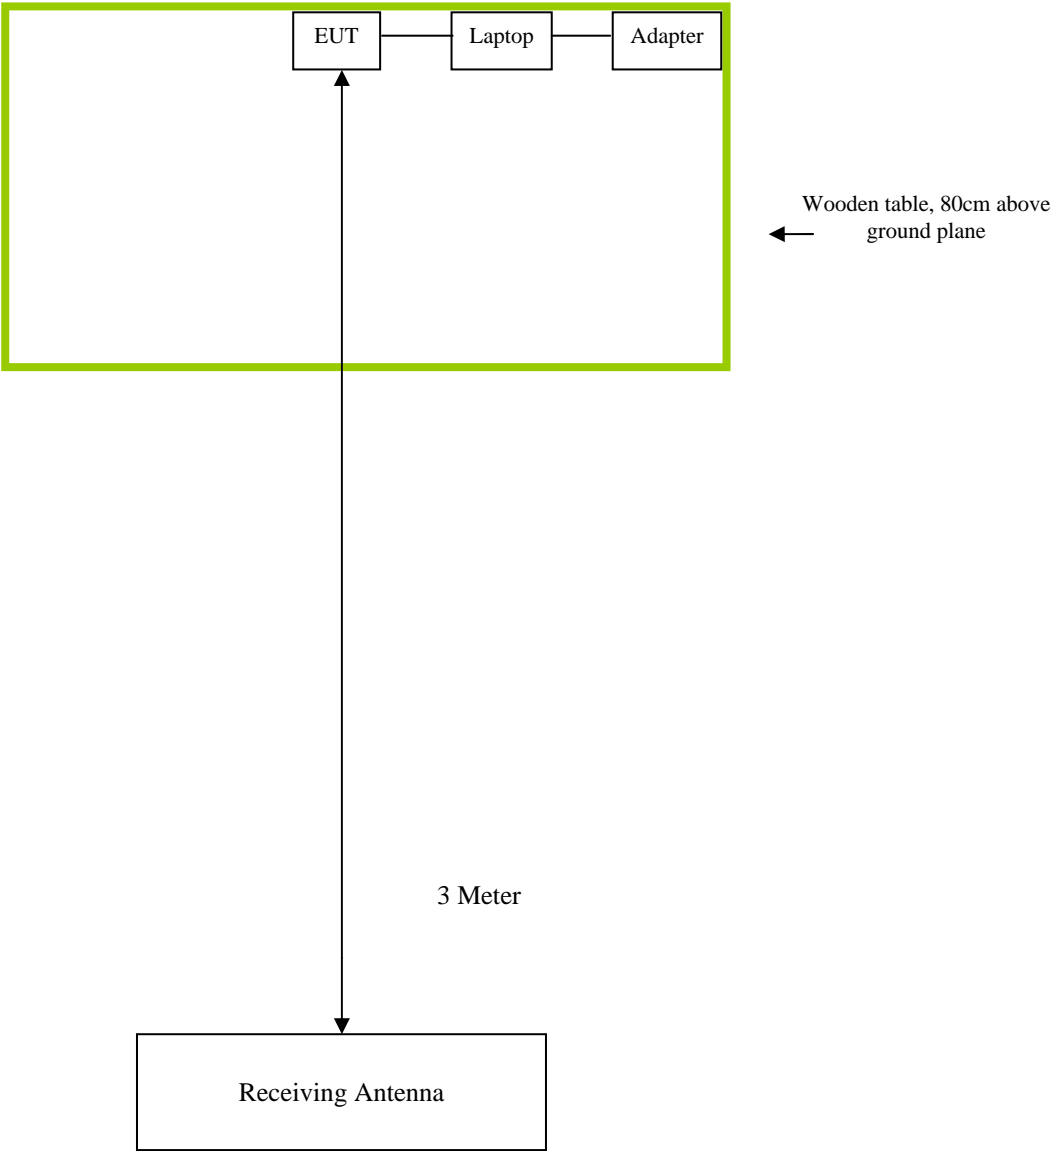 EUT
Laptop
Adapter
Wooden table, 80cm above
ground plane
3 Meter
Receiving Antenna